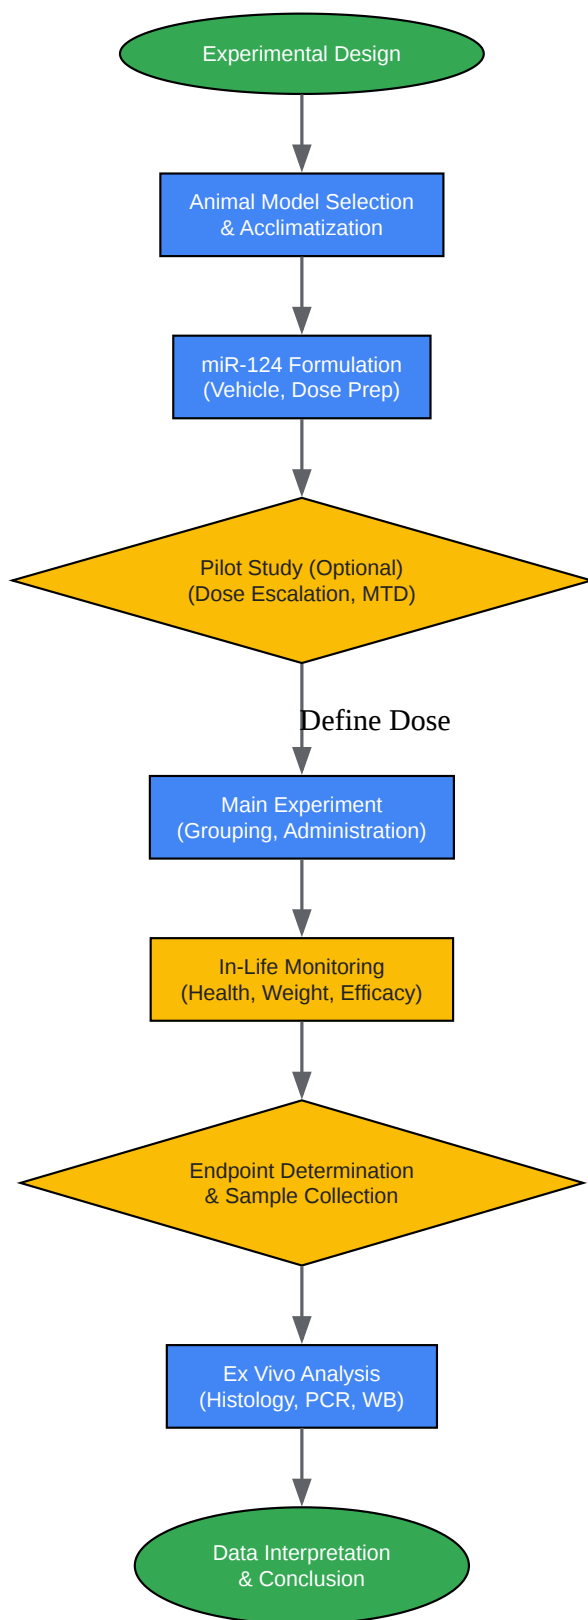 Experimental Design
Animal Model Selection
& Acclimatization
miR-124 Formulation
(Vehicle, Dose Prep)
Pilot Study (Optional)
(Dose Escalation, MTD)
Define Dose
Main Experiment
(Grouping, Administration)
In-Life Monitoring
(Health, Weight, Efficacy)
Endpoint Determination
& Sample Collection
Ex Vivo Analysis
(Histology, PCR, WB)
Data Interpretation
& Conclusion